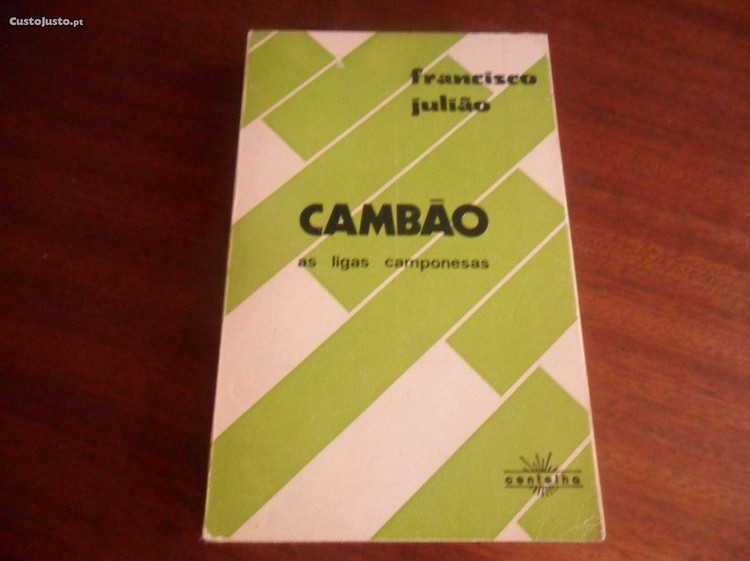 CustoJusto.pt
francisco
julião
CAMBÃO
as ligas camponesas
centelha